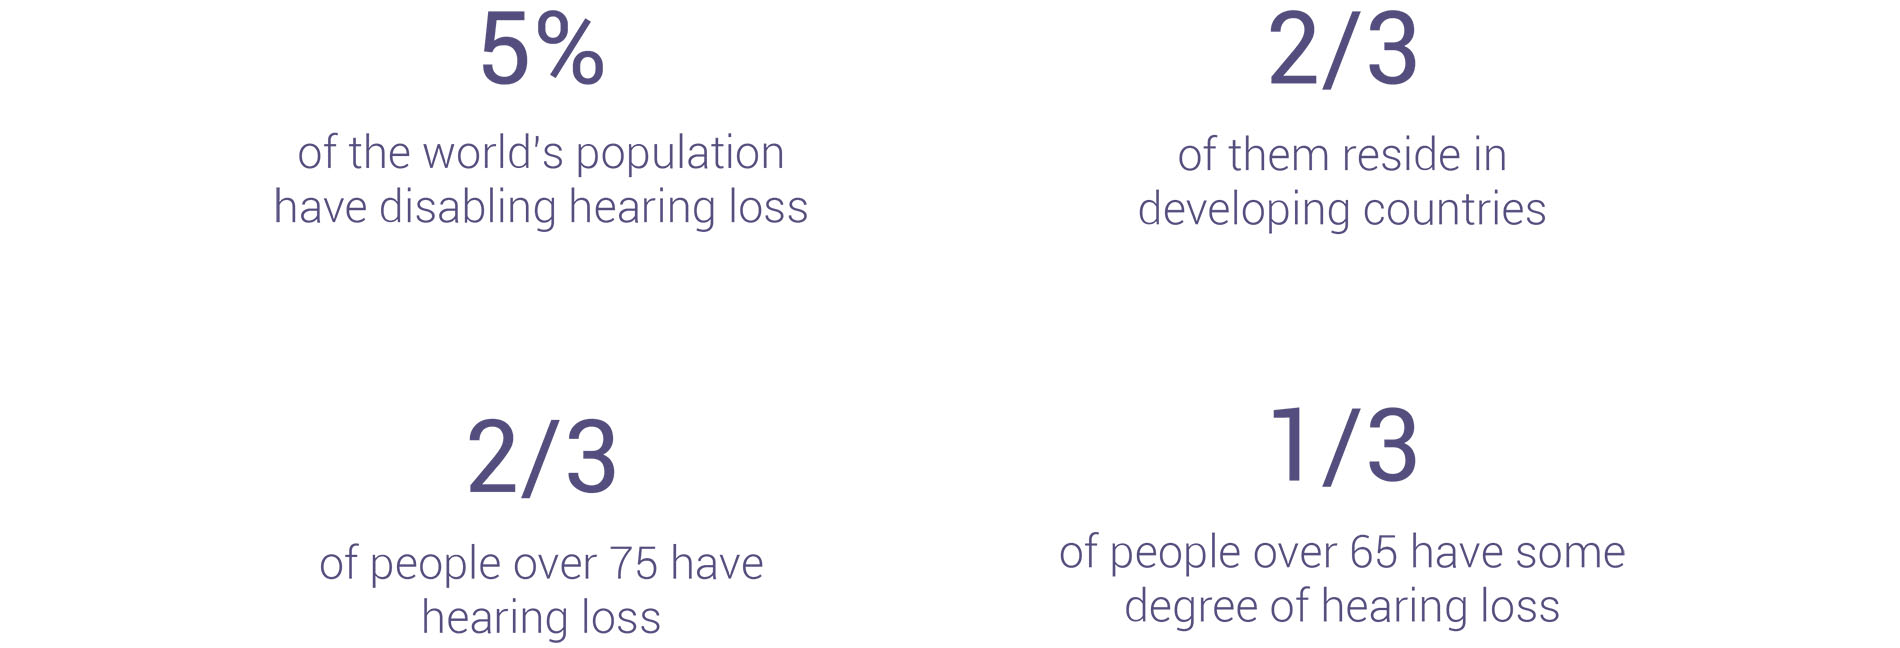 5%
of the world's population
have disabling hearing loss
2/3
of them reside in
developing countries
2/3
of people over 75 have
hearing loss
1/3
of people over 65 have some
degree of hearing loss